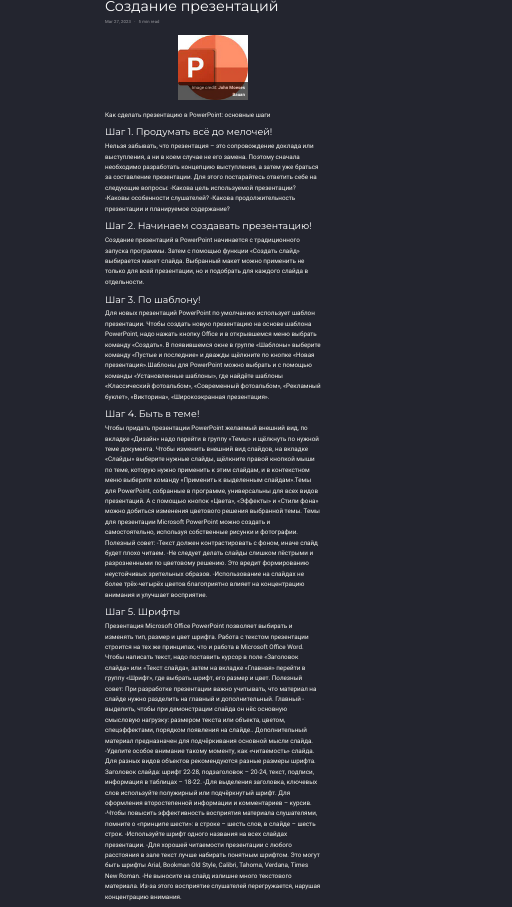 Создание презентаций
Mar 27, 2023 · 6 min read
P
Image credit: John Moeses
Bauan
Как сделать презентацию в PowerPoint: основные шаги
Шаг 1. Продумать всё до мелочей!
Нельзя забывать, что презентация – это сопровождение доклада или
выступления, а ни в коем случае не его замена. Поэтому сначала
необходимо разработать концепцию выступления, а затем уже браться
за составление презентации. Для этого постарайтесь ответить себе на
следующие вопросы: -Какова цель используемой презентации?
-Каковы особенности слушателей? -Какова продолжительность
презентации и планируемое содержание?
Шаг 2. Начинаем создавать презентацию!
Создание презентаций в PowerPoint начинается с традиционного
запуска программы. Затем с помощью функции «Создать слайд»
выбирается макет слайда. Выбранный макет можно применить не
только для всей презентации, но и подобрать для каждого слайда в
отдельности.
Шаг 3. По шаблону!
Для новых презентаций PowerPoint по умолчанию использует шаблон
презентации. Чтобы создать новую презентацию на основе шаблона
PowerPoint, надо нажать кнопку Office и в открывшемся меню выбрать
команду «Создать». В появившемся окне в группе «Шаблоны» выберите
команду «Пустые и последние» и дважды щёлкните по кнопке «Новая
презентация».Шаблоны для PowerPoint можно выбрать и с помощью
команды «Установленные шаблоны», где найдёте шаблоны
«Классический фотоальбом», «Современный фотоальбом», «Рекламный
буклет», «Викторина», «Широкоэкранная презентация».
Шаг 4. Быть в теме!
Чтобы придать презентации PowerPoint желаемый внешний вид, по
вкладке «Дизайн» надо перейти в группу «Темы» и щёлкнуть по нужной
теме документа. Чтобы изменить внешний вид слайдов, на вкладке
«Слайды» выберите нужные слайды, щёлкните правой кнопкой мыши
по теме, которую нужно применить к этим слайдам, и в контекстном
меню выберите команду «Применить к выделенным слайдам».Темы
для PowerPoint, собранные в программе, универсальны для всех видов
презентаций. А с помощью кнопок «Цвета», «Эффекты» и «Стили фона»
можно добиться изменения цветового решения выбранной темы. Темы
для презентации Microsoft PowerPoint можно создать и
самостоятельно, используя собственные рисунки и фотографии.
Полезный совет: -Текст должен контрастировать с фоном, иначе слайд
будет плохо читаем. -Не следует делать слайды слишком пёстрыми и
разрозненными по цветовому решению. Это вредит формированию
неустойчивых зрительных образов. -Использование на слайдах не
более трёх-четырёх цветов благоприятно влияет на концентрацию
внимания и улучшает восприятие.
Шаг 5. Шрифты
Презентация Microsoft Office PowerPoint позволяет выбирать и
изменять тип, размер и цвет шрифта. Работа с текстом презентации
строится на тех же принципах, что и работа в Microsoft Office Word.
Чтобы написать текст, надо поставить курсор в поле «Заголовок
слайда» или «Текст слайда», затем на вкладке «Главная» перейти в
группу «Шрифт», где выбрать шрифт, его размер и цвет. Полезный
совет: При разработке презентации важно учитывать, что материал на
слайде нужно разделить на главный и дополнительный. Главный -
выделить, чтобы при демонстрации слайда он нёс основную
смысловую нагрузку: размером текста или объекта, цветом,
спецэффектами, порядком появления на слайде.. Дополнительный
материал предназначен для подчёркивания основной мысли слайда.
-Уделите особое внимание такому моменту, как «читаемость» слайда.
Для разных видов объектов рекомендуются разные размеры шрифта.
Заголовок слайда: шрифт 22-28, подзаголовок – 20-24, текст, подписи,
информация в таблицах – 18-22. -Для выделения заголовка, ключевых
слов используйте полужирный или подчёркнутый шрифт. Для
оформления второстепенной информации и комментариев – курсив.
-Чтобы повысить эффективность восприятия материала слушателями,
помните о «принципе шести»: в строке – шесть слов, в слайде – шесть
строк. -Используйте шрифт одного названия на всех слайдах
презентации. -Для хорошей читаемости презентации с любого
расстояния в зале текст лучше набирать понятным шрифтом. Это могут
быть шрифты Arial, Bookman Old Style, Calibri, Tahoma, Verdana, Times
New Roman. -Не выносите на слайд излишне много текстового
материала. Из-за этого восприятие слушателей перегружается, нарушая
концентрацию внимания.